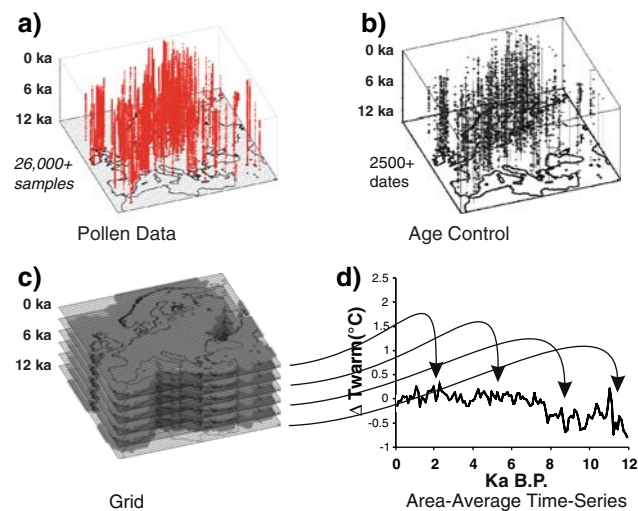 a)
0 ka
6 ka
12 ka
26,000+
samples
Pollen Data
b)
0 ka
6 ka
12 ka
2500+
dates
Age Control
c)
0 ka
6 ka
12 ka
Grid
d)
Δ Twarm(°C)
2.5
2
1.5
1
0.5
0
-0.5
-1
0 2 4 6 8 10 12
Ka B.P.
Area-Average Time-Series